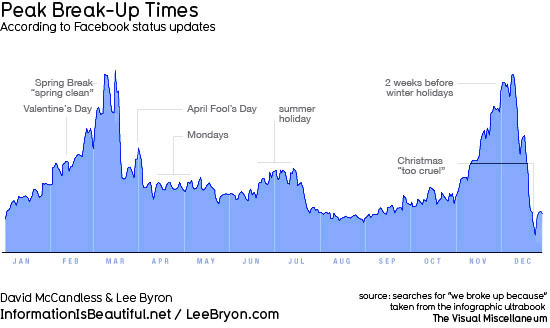 Peak Break-Up Times
According to Facebook status updates
Spring Break
"spring clean"
Valentine's Day
April Fool's Day
Mondays
summer
holiday
2 weeks before
winter holidays
Christmas
"too cruel"
JAN FEB MAR APR MAY JUN JUL AUG SEP OCT NOV DEC
David McCandless & Lee Byron
InformationIsBeautiful.net / LeeBryon.com
source: searches for "we broke up because"
taken from the infographic ultrabook
The Visual Miscellaneum